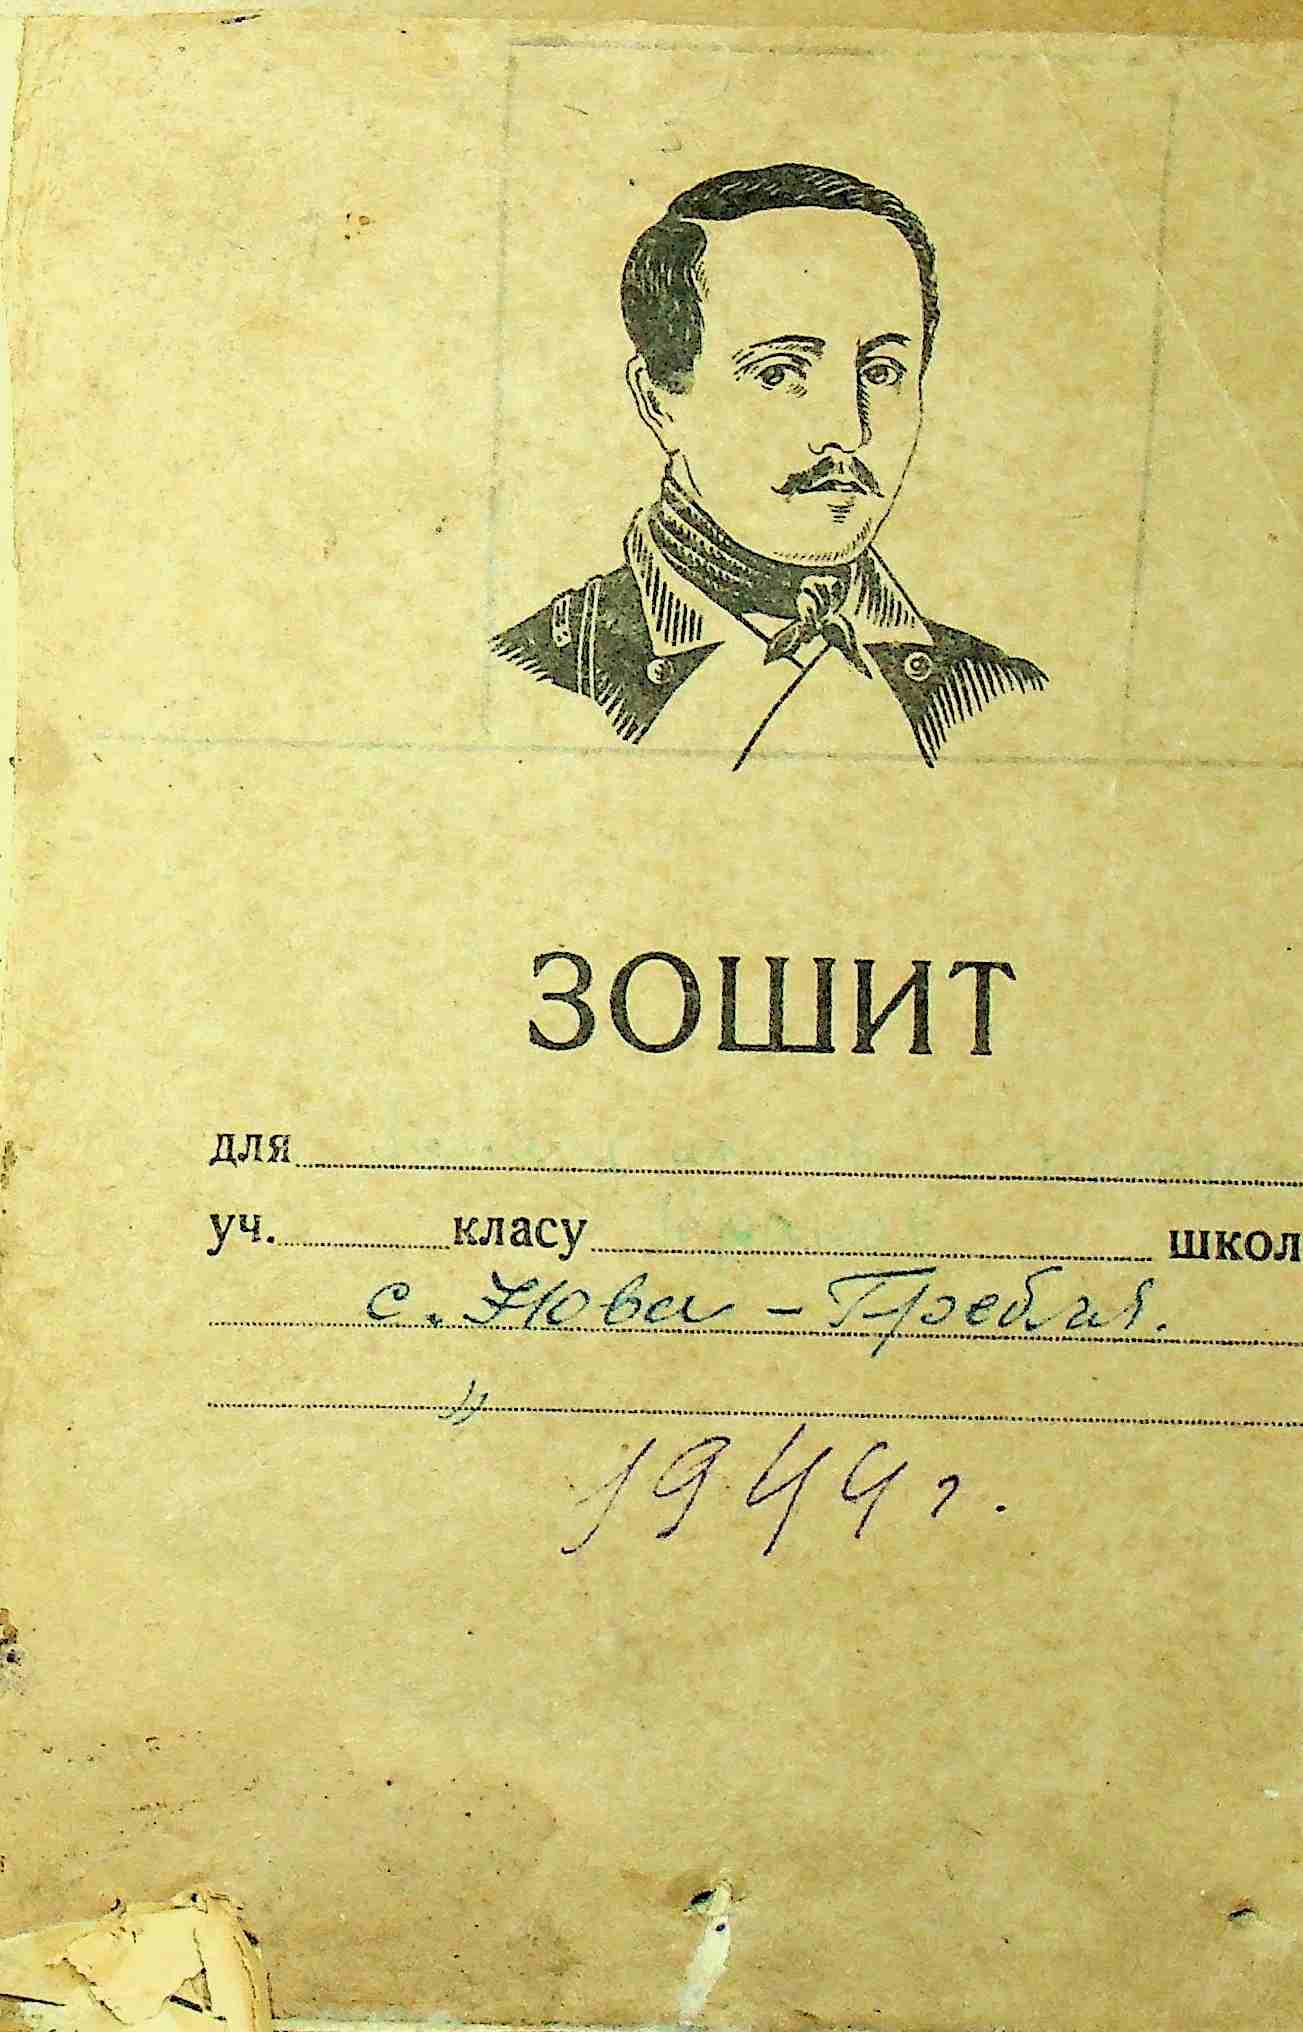 ЗОШИТ
для
уч. класу школ
с. Нова-Гребля.
"
1944 г.